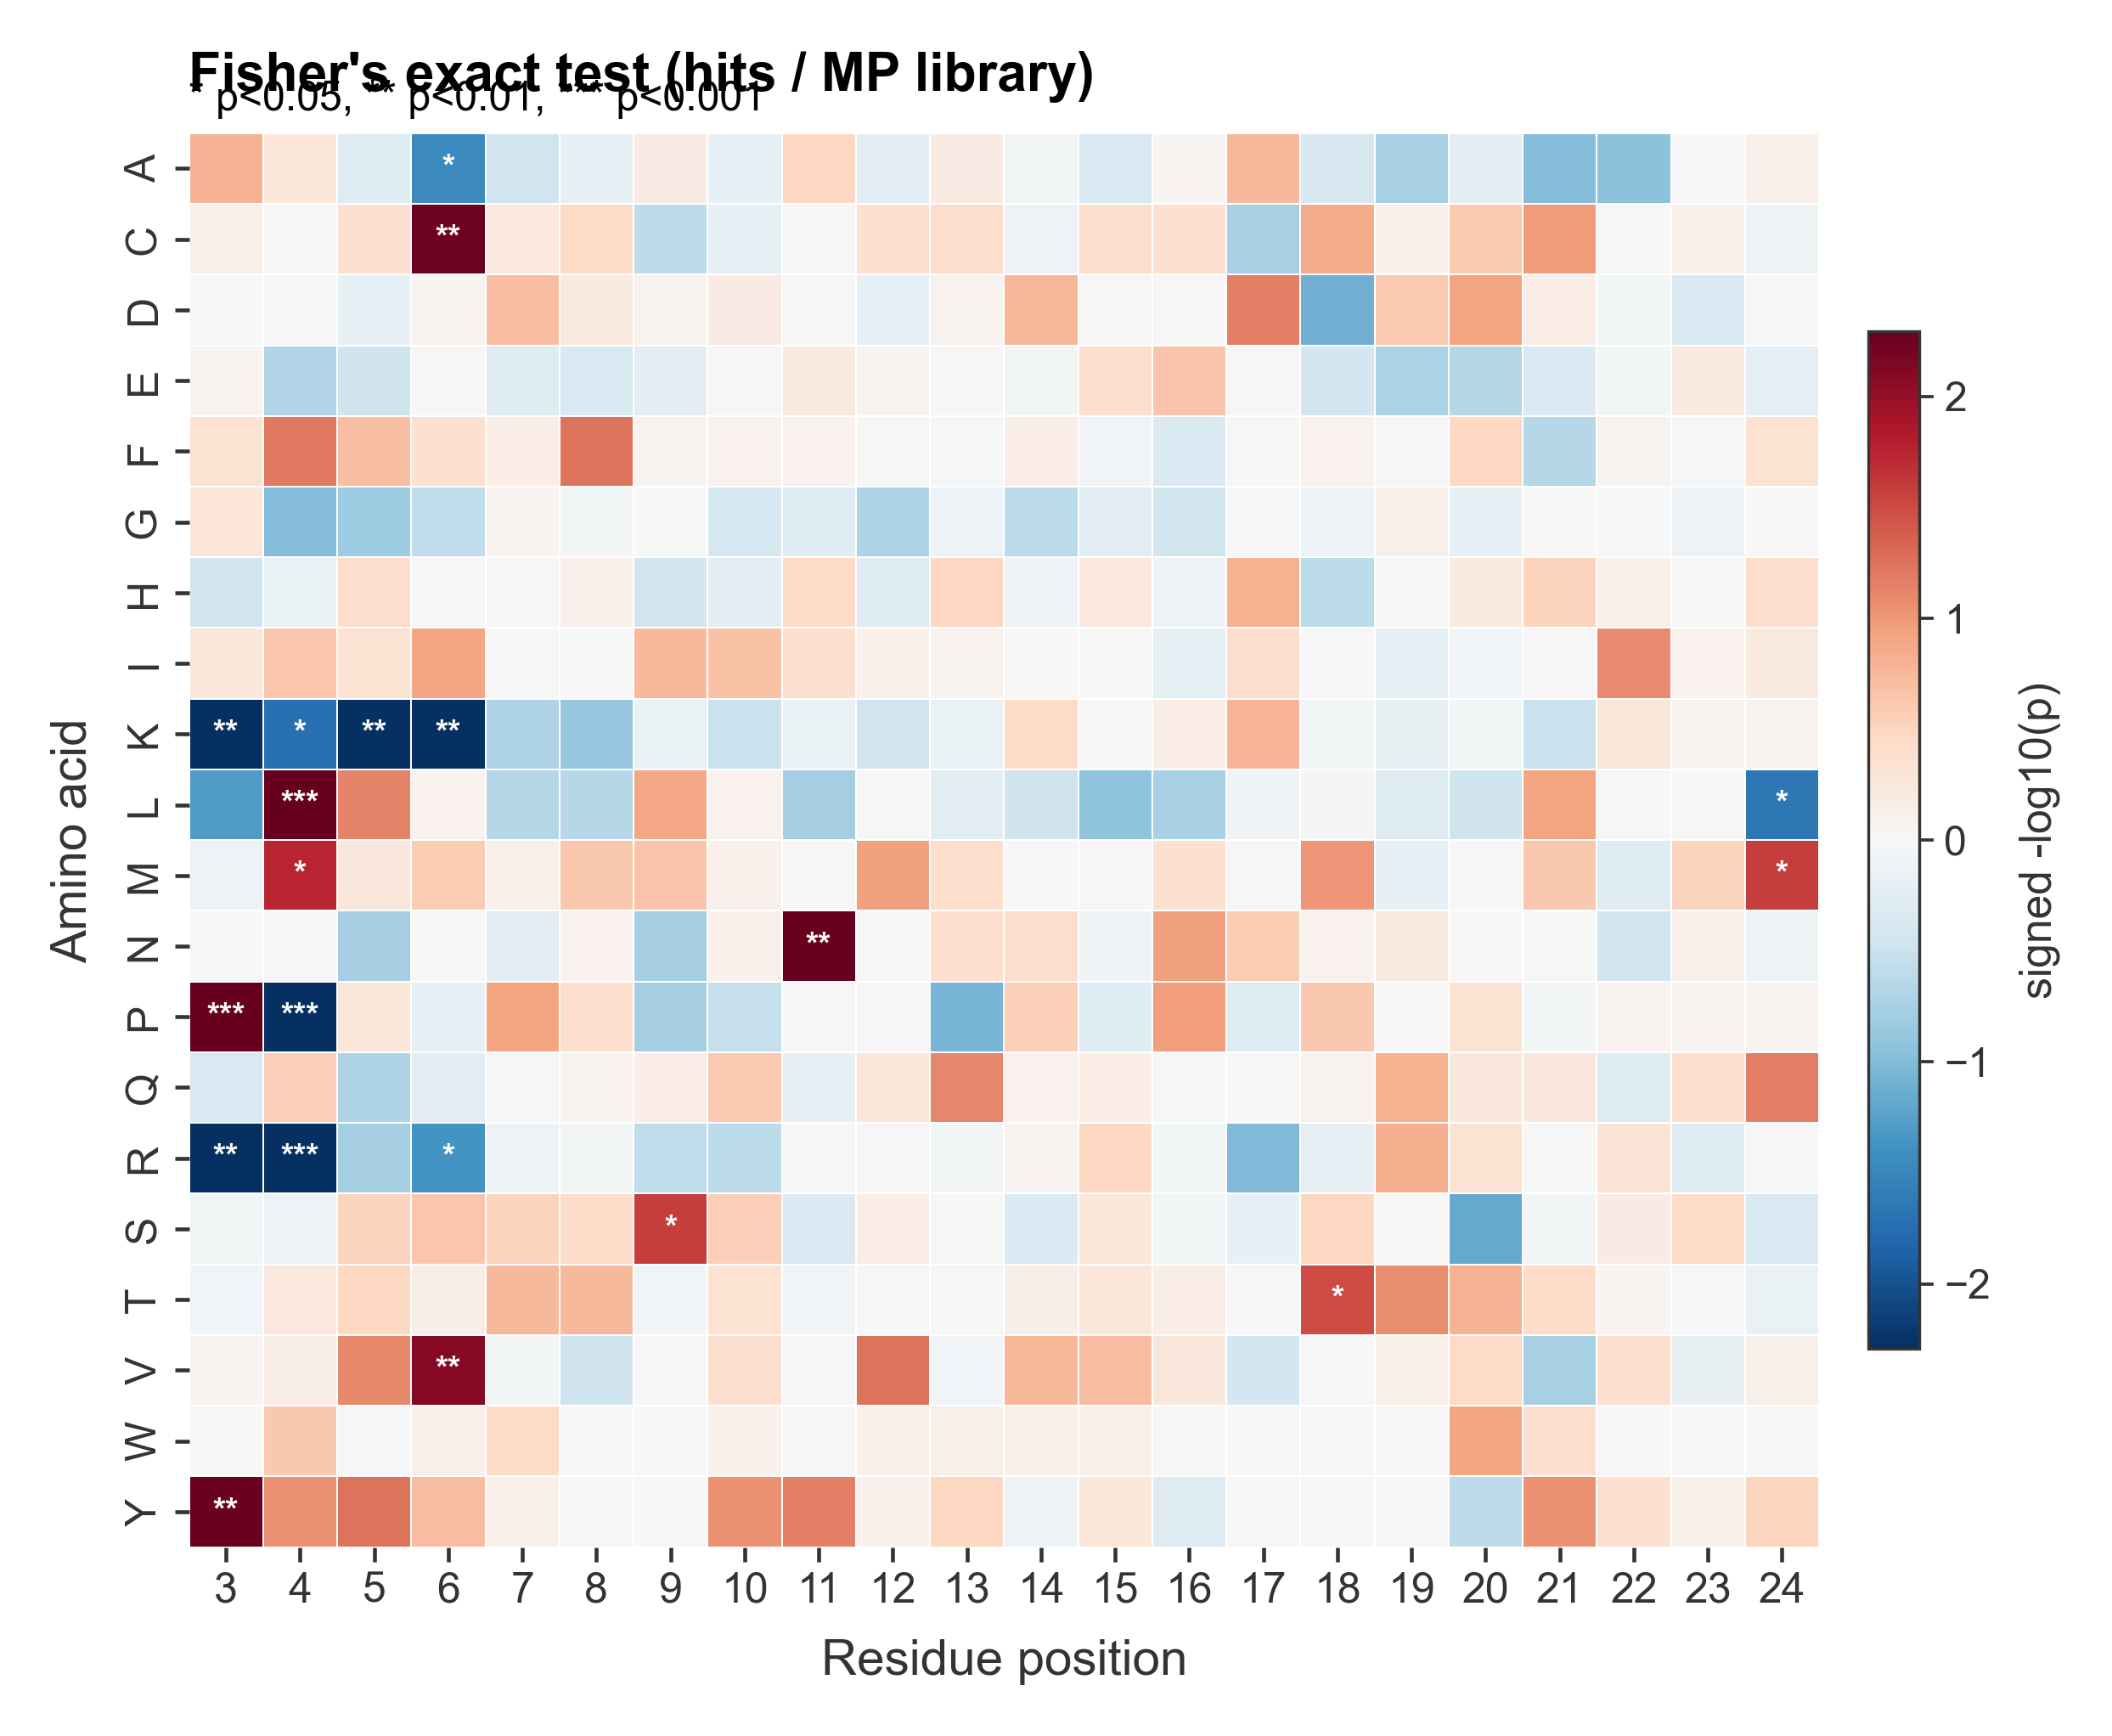 Fisher's exact test (hits / MP library)
* p<0.05, ** p<0.01, *** p<0.001
A *
C **
D
E
F
G
H
I
K ** * ** **
L *** *
M * *
N **
P *** ***
Q
R ** *** *
S *
T *
V **
W
Y **
3 4 5 6 7 8 9 10 11 12 13 14 15 16 17 18 19 20 21 22 23 24
Residue position
Amino acid
2
1
0
−1
−2
signed -log10(p)